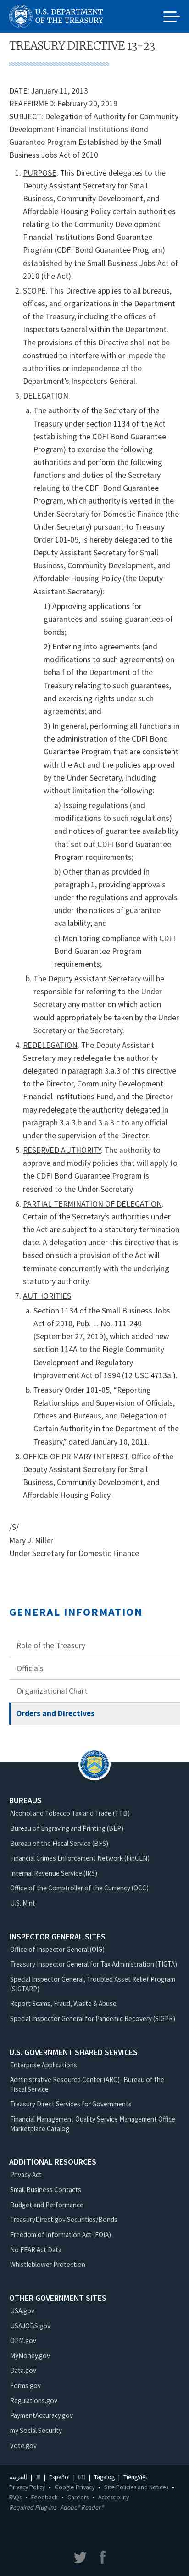 U.S. DEPARTMENT
OF THE TREASURY
TREASURY DIRECTIVE 13-23
DATE: January 11, 2013
REAFFIRMED: February 20, 2019
SUBJECT: Delegation of Authority for Community
Development Financial Institutions Bond
Guarantee Program Established by the Small
Business Jobs Act of 2010
1. PURPOSE. This Directive delegates to the
Deputy Assistant Secretary for Small
Business, Community Development, and
Affordable Housing Policy certain authorities
relating to the Community Development
Financial Institutions Bond Guarantee
Program (CDFI Bond Guarantee Program)
established by the Small Business Jobs Act of
2010 (the Act).
2. SCOPE. This Directive applies to all bureaus,
offices, and organizations in the Department
of the Treasury, including the offices of
Inspectors General within the Department.
The provisions of this Directive shall not be
construed to interfere with or impede the
authorities or independence of the
Department's Inspectors General.
3. DELEGATION.
a. The authority of the Secretary of the
Treasury under section 1134 of the Act
(establishing the CDFI Bond Guarantee
Program) to exercise the following
authorities and perform the following
functions and duties of the Secretary
relating to the CDFI Bond Guarantee
Program, which authority is vested in the
Under Secretary for Domestic Finance (the
Under Secretary) pursuant to Treasury
Order 101-05, is hereby delegated to the
Deputy Assistant Secretary for Small
Business, Community Development, and
Affordable Housing Policy (the Deputy
Assistant Secretary):
1) Approving applications for
guarantees and issuing guarantees of
bonds;
2) Entering into agreements (and
modifications to such agreements) on
behalf of the Department of the
Treasury relating to such guarantees,
and exercising rights under such
agreements; and
3) In general, performing all functions in
the administration of the CDFI Bond
Guarantee Program that are consistent
with the Act and the policies approved
by the Under Secretary, including
without limitation the following:
a) Issuing regulations (and
modifications to such regulations)
and notices of guarantee availability
that set out CDFI Bond Guarantee
Program requirements;
b) Other than as provided in
paragraph 1, providing approvals
under the regulations and approvals
under the notices of guarantee
availability; and
c) Monitoring compliance with CDFI
Bond Guarantee Program
requirements;
b. The Deputy Assistant Secretary will be
responsible for referring to the Under
Secretary any matter on which action
would appropriately be taken by the Under
Secretary or the Secretary.
4. REDELEGATION. The Deputy Assistant
Secretary may redelegate the authority
delegated in paragraph 3.a.3 of this directive
to the Director, Community Development
Financial Institutions Fund, and the Director
may redelegate the authority delegated in
paragraph 3.a.3.b and 3.a.3.c to any official
under the supervision of the Director.
5. RESERVED AUTHORITY. The authority to
approve and modify policies that will apply to
the CDFI Bond Guarantee Program is
reserved to the Under Secretary
6. PARTIAL TERMINATION OF DELEGATION.
Certain of the Secretary's authorities under
the Act are subject to a statutory termination
date. A delegation under this directive that is
based on such a provision of the Act will
terminate concurrently with the underlying
statutory authority.
7. AUTHORITIES.
a. Section 1134 of the Small Business Jobs
Act of 2010, Pub. L. No. 111-240
(September 27, 2010), which added new
section 114A to the Riegle Community
Development and Regulatory
Improvement Act of 1994 (12 USC 4713a.).
b. Treasury Order 101-05, "Reporting
Relationships and Supervision of Officials,
Offices and Bureaus, and Delegation of
Certain Authority in the Department of the
Treasury," dated January 10, 2011.
8. OFFICE OF PRIMARY INTEREST. Office of the
Deputy Assistant Secretary for Small
Business, Community Development, and
Affordable Housing Policy.
/S/
Mary J. Miller
Under Secretary for Domestic Finance
GENERAL INFORMATION
Role of the Treasury
Officials
Organizational Chart
Orders and Directives
BUREAUS
Alcohol and Tobacco Tax and Trade (TTB)
Bureau of Engraving and Printing (BEP)
Bureau of the Fiscal Service (BFS)
Financial Crimes Enforcement Network (FinCEN)
Internal Revenue Service (IRS)
Office of the Comptroller of the Currency (OCC)
U.S. Mint
INSPECTOR GENERAL SITES
Office of Inspector General (OIG)
Treasury Inspector General for Tax Administration (TIGTA)
Special Inspector General, Troubled Asset Relief Program
(SIGTARP)
Report Scams, Fraud, Waste & Abuse
Special Inspector General for Pandemic Recovery (SIGPR)
U.S. GOVERNMENT SHARED SERVICES
Enterprise Applications
Administrative Resource Center (ARC)- Bureau of the
Fiscal Service
Treasury Direct Services for Governments
Financial Management Quality Service Management Office
Marketplace Catalog
ADDITIONAL RESOURCES
Privacy Act
Small Business Contacts
Budget and Performance
TreasuryDirect.gov Securities/Bonds
Freedom of Information Act (FOIA)
No FEAR Act Data
Whistleblower Protection
OTHER GOVERNMENT SITES
USA.gov
USAJOBS.gov
OPM.gov
MyMoney.gov
Data.gov
Forms.gov
Regulations.gov
PaymentAccuracy.gov
my Social Security
Vote.gov
العربية | | Español | | Tagalog | TiếngViệt
Privacy Policy • Google Privacy • Site Policies and Notices •
FAQs • Feedback • Careers • Accessibility
Required Plug-ins Adobe® Reader®